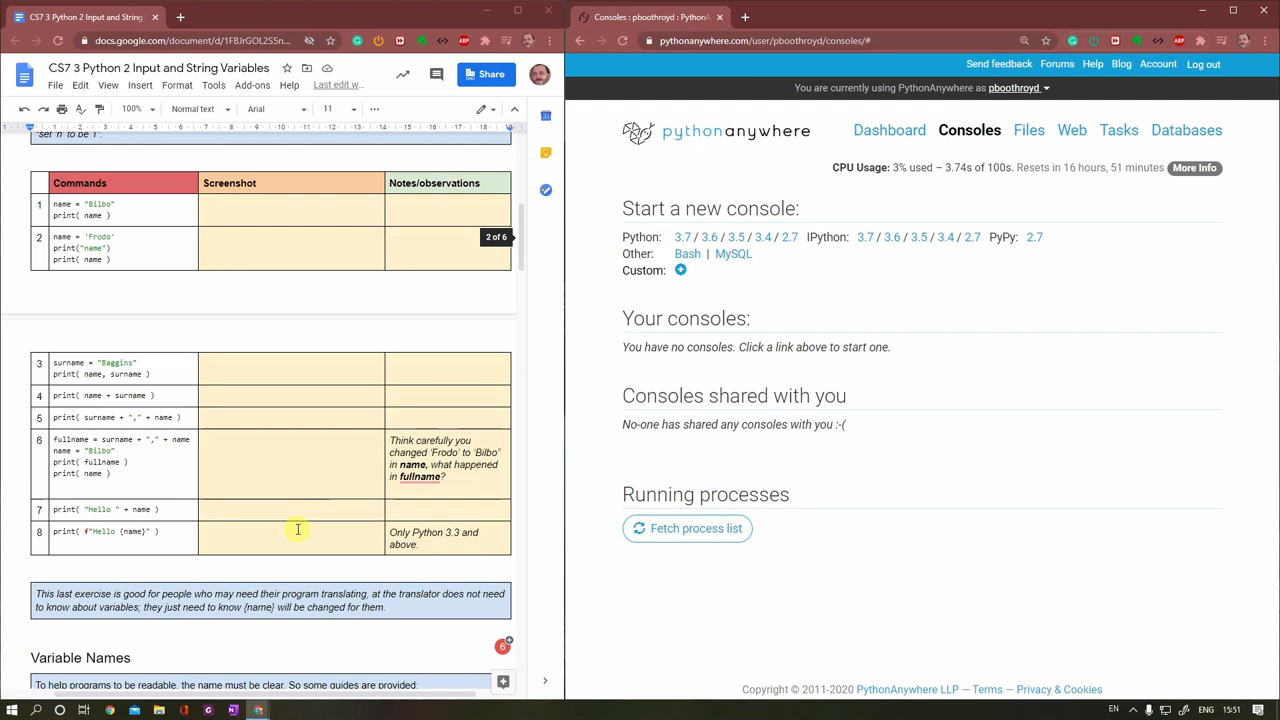 CS7 3 Python 2 Input and String
docs.google.com/document/d/1FBJrGOL2S5n...
CS7 3 Python 2 Input and String Variables
Share
File Edit View Insert Format Tools Add-ons Help Last edit w...
100% Normal text Arial 11
set n to be 1.
Commands Screenshot Notes/observations
1 name = "Bilbo"
print( name )
2 name = 'Frodo'
print("name")
print( name )
2 of 6
3 surname = "Baggins"
print( name, surname )
4 print( name + surname )
5 print( surname + "," + name )
6 fullname = surname + "," + name
name = "Bilbo"
print( fullname )
print( name )
Think carefully you
changed 'Frodo' to 'Bilbo"
in name, what happened
in fullname?
7 print( "Hello " + name )
8 print( f"Hello {name}" )
Only Python 3.3 and
above.
This last exercise is good for people who may need their program translating, at the translator does not need
to know about variables; they just need to know {name} will be changed for them.
6
Variable Names
To help programs to be readable, the name must be clear. So some guides are provided:
Consoles : pboothroyd : PythonA
pythonanywhere.com/user/pboothroyd/consoles/#
Send feedback Forums Help Blog Account Log out
You are currently using PythonAnywhere as pboothroyd
pythonanywhere
Dashboard Consoles Files Web Tasks Databases
CPU Usage: 3% used – 3.74s of 100s. Resets in 16 hours, 51 minutes More Info
Start a new console:
Python: 3.7 / 3.6 / 3.5 / 3.4 / 2.7 IPython: 3.7 / 3.6 / 3.5 / 3.4 / 2.7 PyPy: 2.7
Other: Bash | MySQL
Custom:
Your consoles:
You have no consoles. Click a link above to start one.
Consoles shared with you
No-one has shared any consoles with you :-(
Running processes
Fetch process list
Copyright © 2011-2020 PythonAnywhere LLP — Terms — Privacy & Cookies
EN ENG 15:51